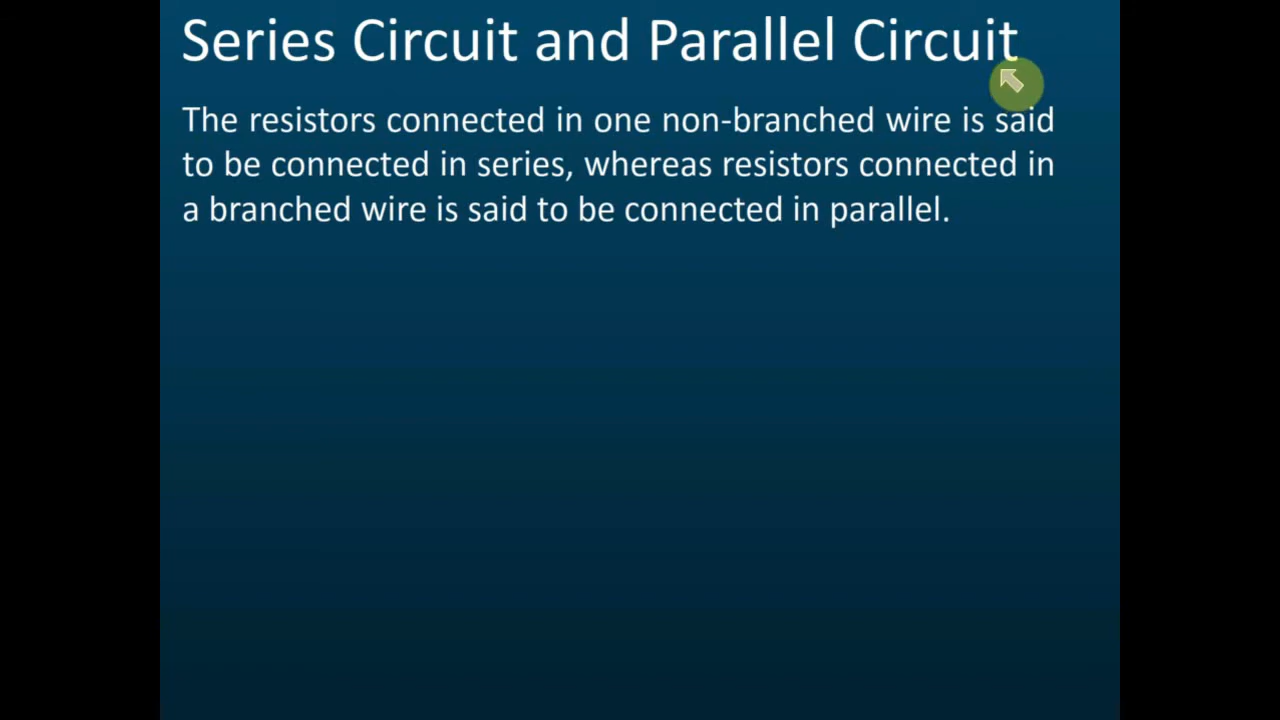 Series Circuit and Parallel Circuit
The resistors connected in one non-branched wire is said
to be connected in series, whereas resistors connected in
a branched wire is said to be connected in parallel.